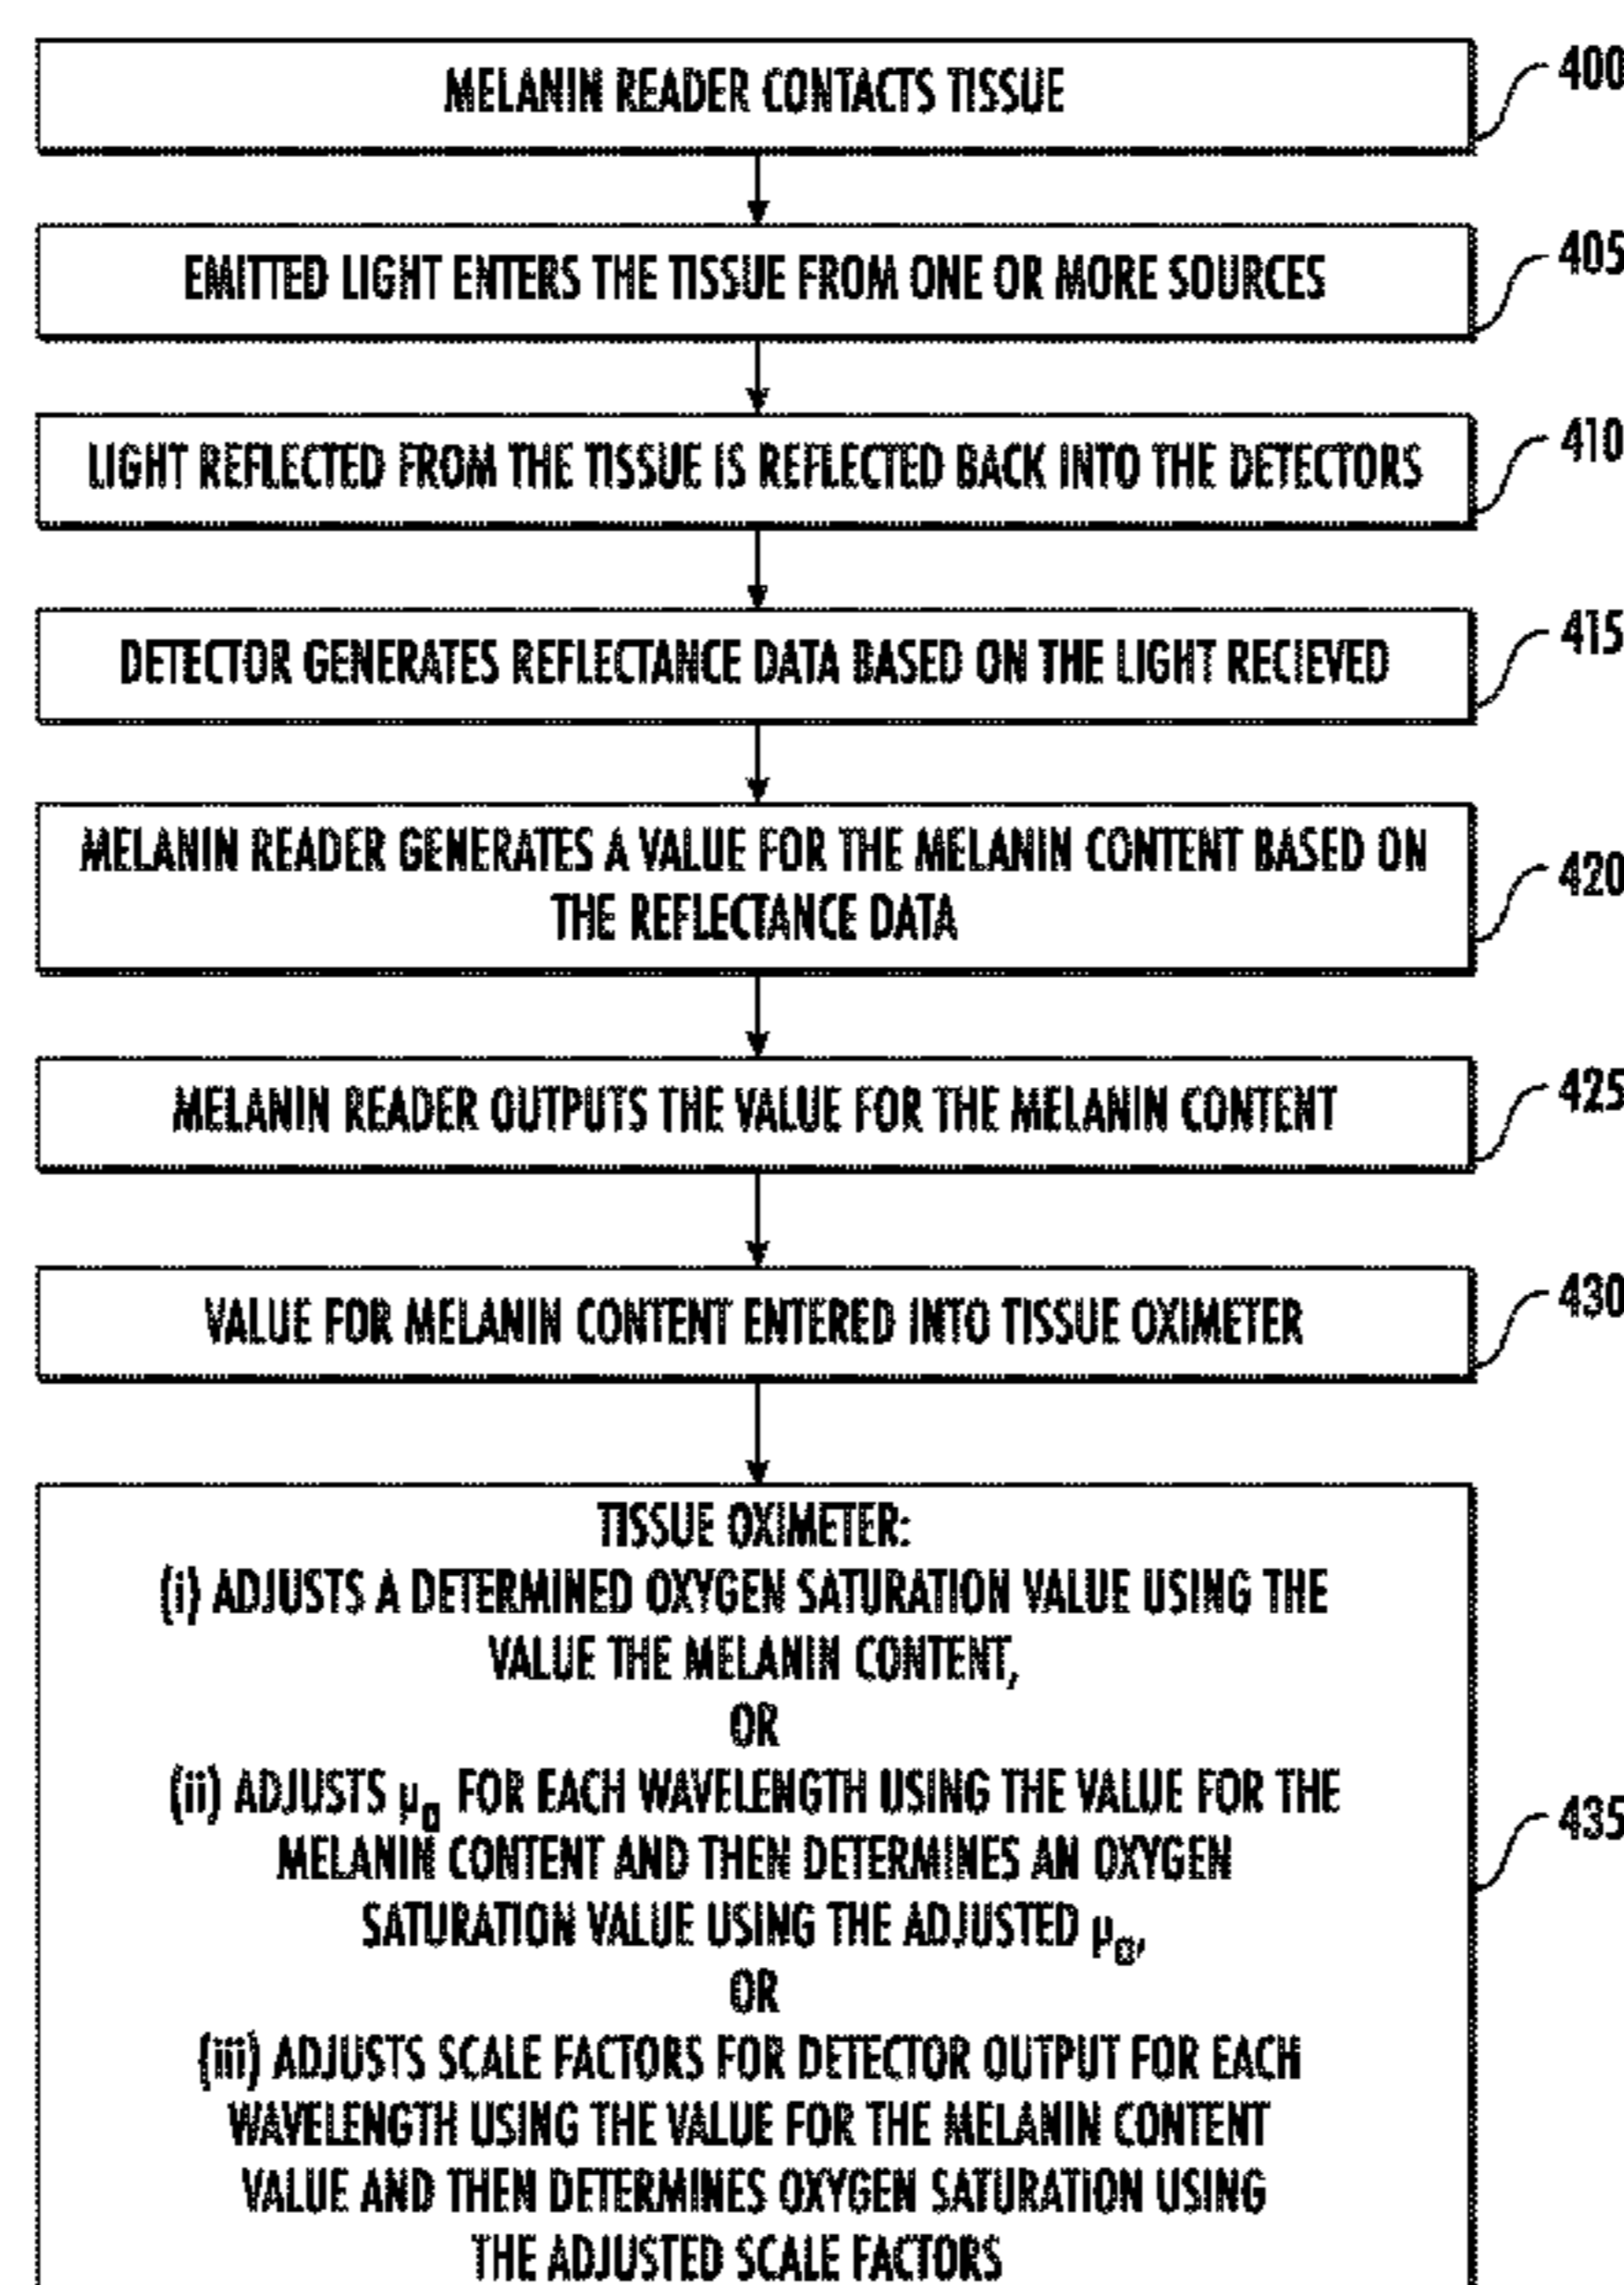 MELANIN READER CONTACTS TISSUE
400
EMITTED LIGHT ENTERS THE TISSUE FROM ONE OR MORE SOURCES
405
LIGHT REFLECTED FROM THE TISSUE IS REFLECTED BACK INTO THE DETECTORS
410
DETECTOR GENERATES REFLECTANCE DATA BASED ON THE LIGHT RECIEVED
415
MELANIN READER GENERATES A VALUE FOR THE MELANIN CONTENT BASED ON
THE REFLECTANCE DATA
420
MELANIN READER OUTPUTS THE VALUE FOR THE MELANIN CONTENT
425
VALUE FOR MELANIN CONTENT ENTERED INTO TISSUE OXIMETER
430
TISSUE OXIMETER:
(i) ADJUSTS A DETERMINED OXYGEN SATURATION VALUE USING THE
VALUE THE MELANIN CONTENT,
OR
(ii) ADJUSTS μa FOR EACH WAVELENGTH USING THE VALUE FOR THE
MELANIN CONTENT AND THEN DETERMINES AN OXYGEN
SATURATION VALUE USING THE ADJUSTED μa,
OR
(iii) ADJUSTS SCALE FACTORS FOR DETECTOR OUTPUT FOR EACH
WAVELENGTH USING THE VALUE FOR THE MELANIN CONTENT
VALUE AND THEN DETERMINES OXYGEN SATURATION USING
THE ADJUSTED SCALE FACTORS
435